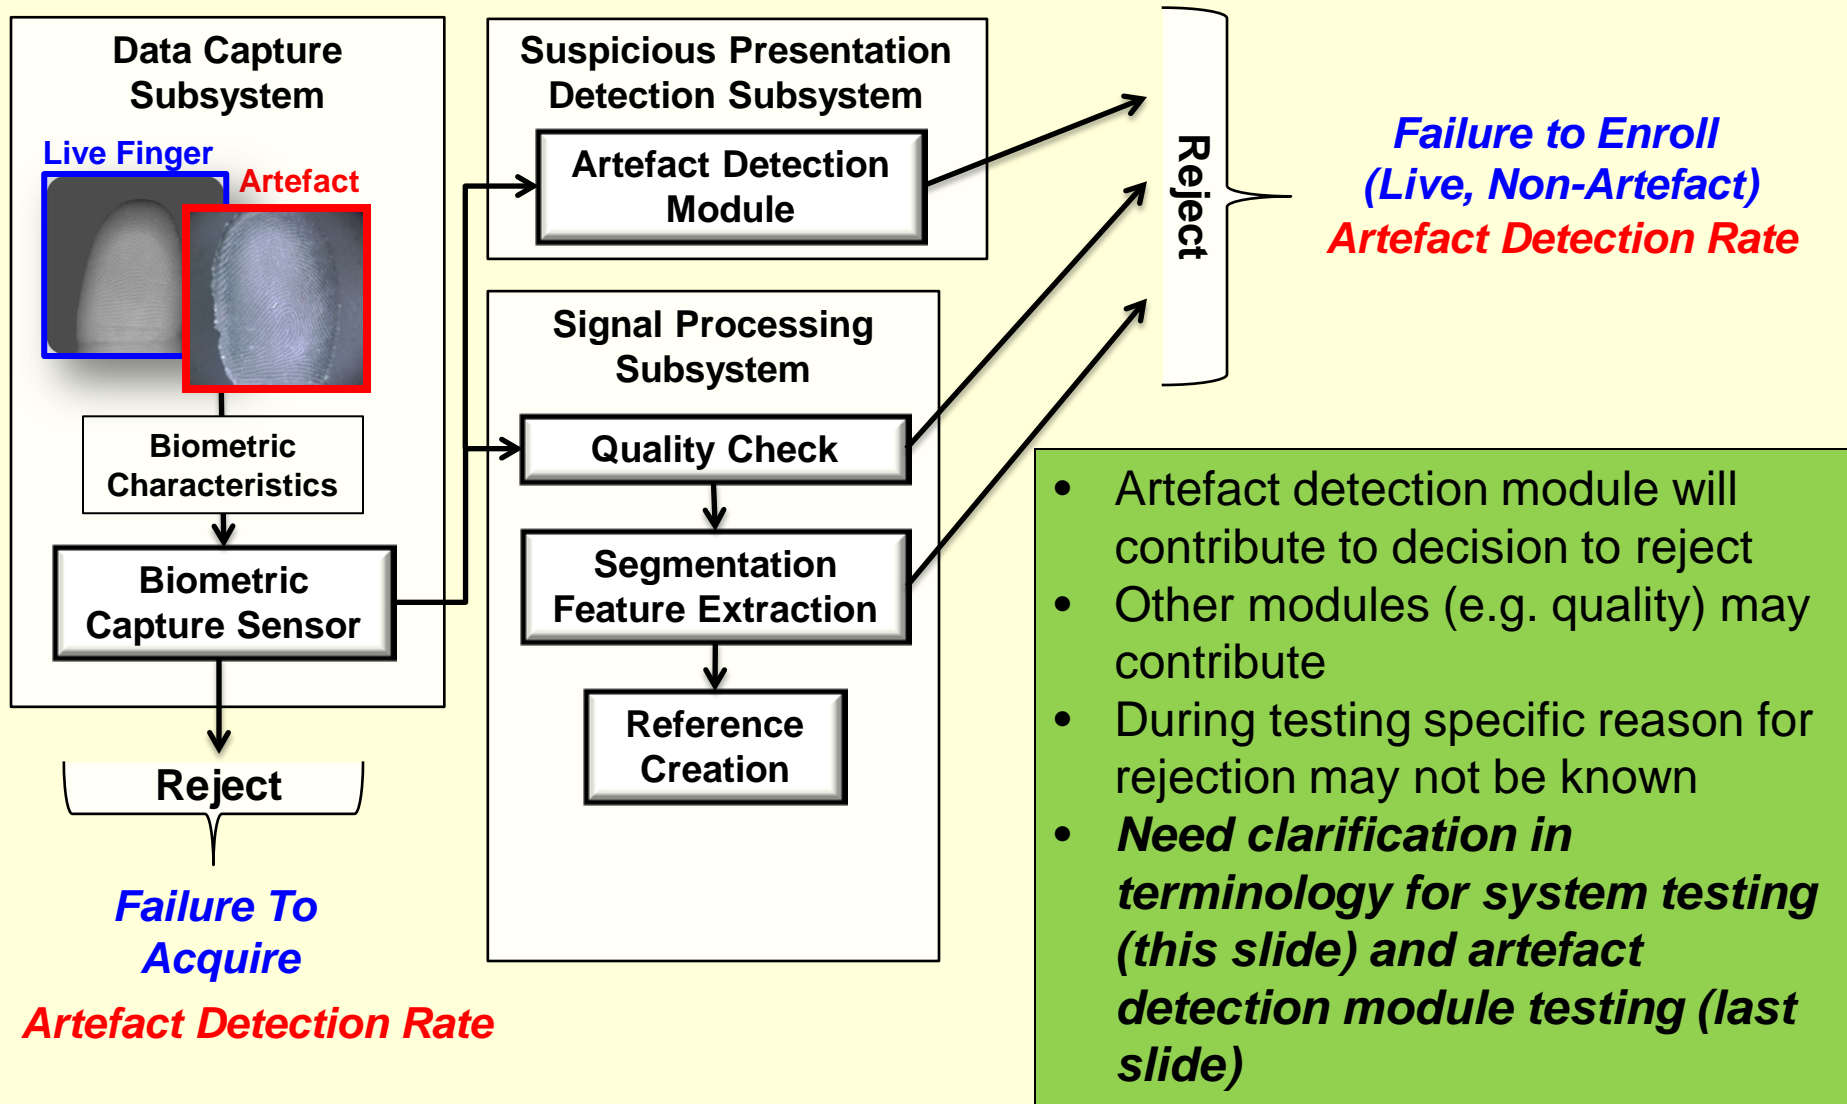 Data Capture
Subsystem
Live Finger
Artefact
Biometric
Characteristics
Biometric
Capture Sensor
Reject
Failure To
Acquire
Artefact Detection Rate
Suspicious Presentation
Detection Subsystem
Artefact Detection
Module
Signal Processing
Subsystem
Quality Check
Segmentation
Feature Extraction
Reference
Creation
Reject
Failure to Enroll
(Live, Non-Artefact)
Artefact Detection Rate
• Artefact detection module will
contribute to decision to reject
• Other modules (e.g. quality) may
contribute
• During testing specific reason for
rejection may not be known
• Need clarification in
terminology for system testing
(this slide) and artefact
detection module testing (last
slide)